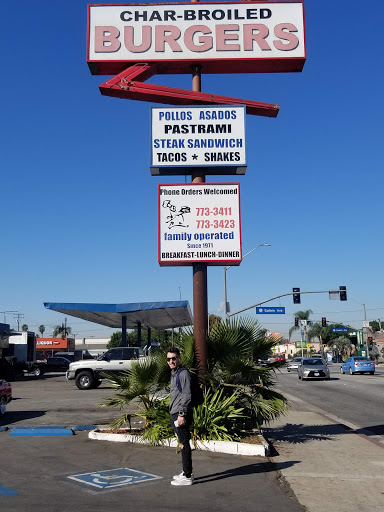 CHAR-BROILED
BURGERS
POLLOS ASADOS
PASTRAMI
STEAK SANDWICH
TACOS * SHAKES
Phone Orders Welcomed
773-3411
773-3423
family operated
Since 1971
BREAKFAST-LUNCH-DINNER
LIQUOR